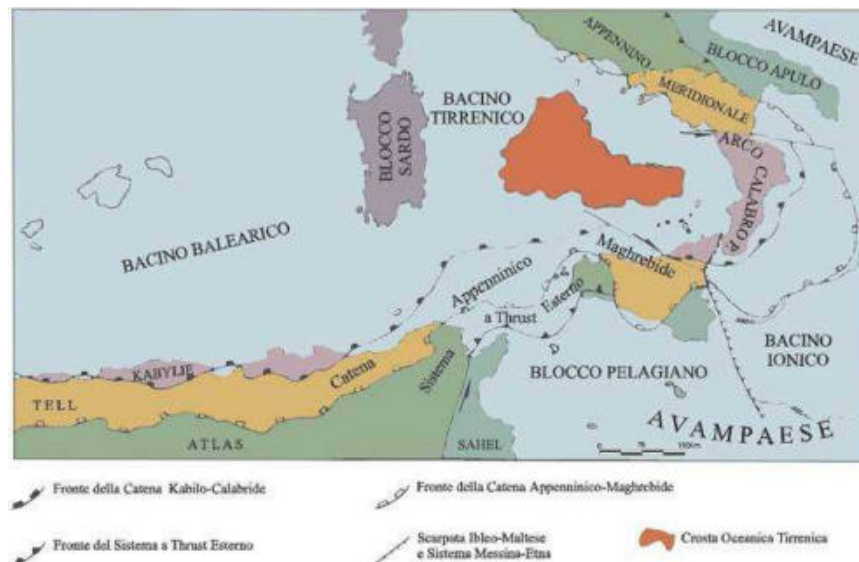 APPENNINO
MERIDIONALE
AVAMPAESE
BLOCCO APULO
BACINO
TIRRENICO
BLOCCO
SARDO
ARCO
CALABRO
BACINO BALEARICO
Maghrebide
Appenninico
Esterno
a Thrust
Catena
Sistema
KABYLIE
TELL
ATLAS
SAHEL
BLOCCO PELAGIANO
BACINO
IONICO
AVAMPAESE
Fronte della Catena Kabilo-Calabride
Fronte della Catena Appenninico-Maghrebide
Fronte del Sistema a Thrust Esterno
Scarpata Ibleo-Maltese
e Sistema Messina-Etna
Crosta Oceanica Tirrenica